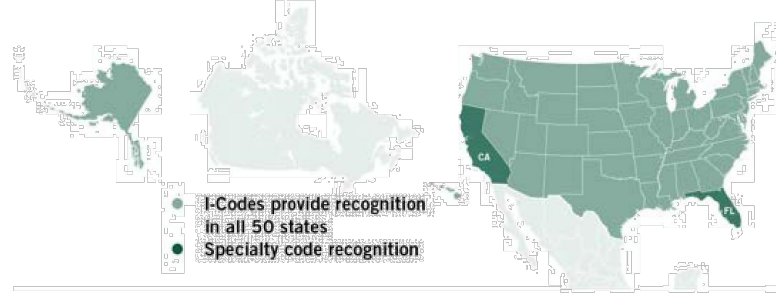 CA
FL
I-Codes provide recognition
in all 50 states
Specialty code recognition